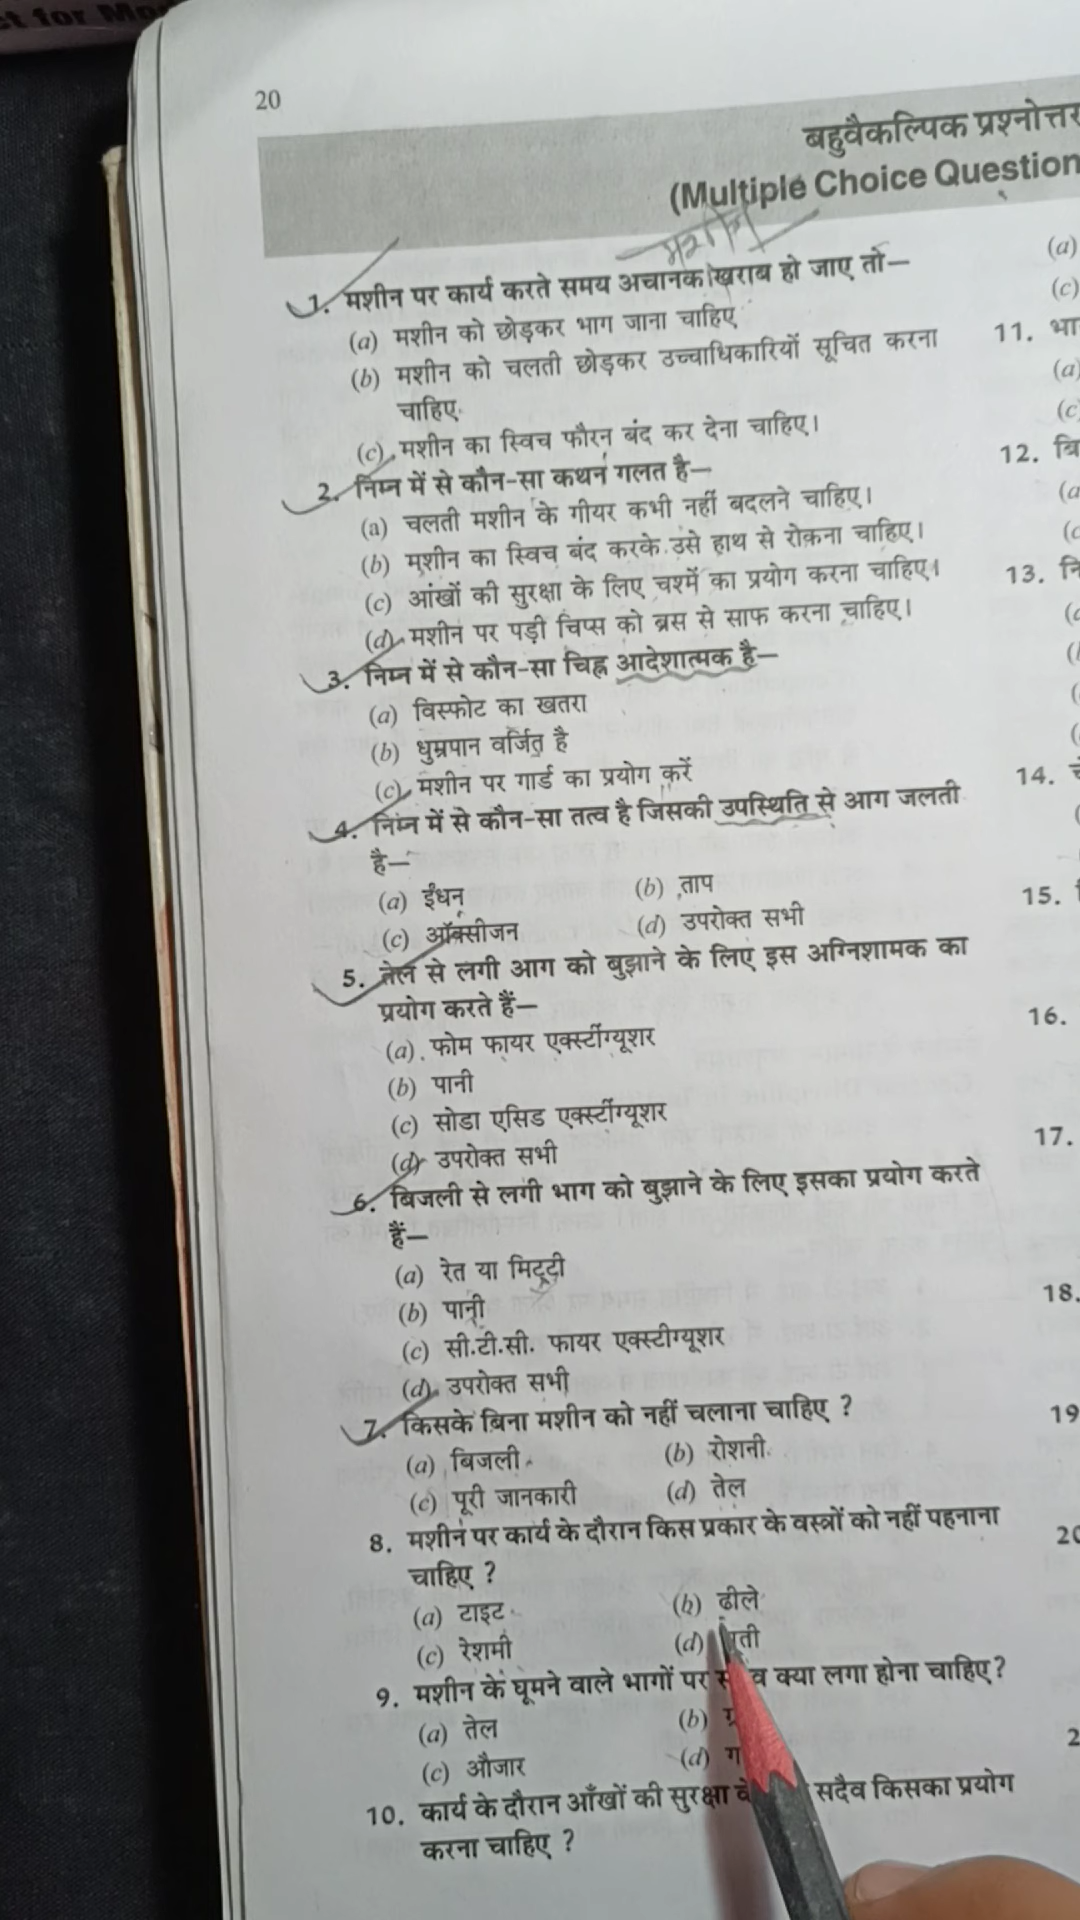 20
बहुवैकल्पिक प्रश्नोत्तर
(Multiple Choice Question
मशीन
1. मशीन पर कार्य करते समय अचानक खराब हो जाए तो—
(a) मशीन को छोड़कर भाग जाना चाहिए
(b) मशीन को चलती छोड़कर उच्चाधिकारियों सूचित करना
चाहिए
(c) मशीन का स्विच फौरन बंद कर देना चाहिए।
2. निम्न में से कौन-सा कथन गलत है—
(a) चलती मशीन के गीयर कभी नहीं बदलने चाहिए।
(b) मशीन का स्विच बंद करके उसे हाथ से रोकना चाहिए।
(c) आंखों की सुरक्षा के लिए चश्में का प्रयोग करना चाहिए।
(d) मशीन पर पड़ी चिप्स को ब्रस से साफ करना चाहिए।
3. निम्न में से कौन-सा चिह्न आदेशात्मक है—
(a) विस्फोट का खतरा
(b) धुम्रपान वर्जित है
(c) मशीन पर गार्ड का प्रयोग करें
4. निम्न में से कौन-सा तत्व है जिसकी उपस्थिति से आग जलती
है—
(a) ईंधन (b) ताप
(c) ऑक्सीजन (d) उपरोक्त सभी
5. तेल से लगी आग को बुझाने के लिए इस अग्निशामक का
प्रयोग करते हैं—
(a) फोम फायर एक्स्टींग्यूशर
(b) पानी
(c) सोडा एसिड एक्स्टींग्यूशर
(d) उपरोक्त सभी
6. बिजली से लगी भाग को बुझाने के लिए इसका प्रयोग करते
हैं—
(a) रेत या मिट्टी
(b) पानी
(c) सी.टी.सी. फायर एक्स्टीग्यूशर
(d) उपरोक्त सभी
7. किसके बिना मशीन को नहीं चलाना चाहिए ?
(a) बिजली (b) रोशनी
(c) पूरी जानकारी (d) तेल
8. मशीन पर कार्य के दौरान किस प्रकार के वस्त्रों को नहीं पहनाना
चाहिए ?
(a) टाइट (b) ढीले
(c) रेशमी (d)
9. मशीन के घूमने वाले भागों पर क्या लगा होना चाहिए?
(a) तेल (b)
(c) औजार (d)
10. कार्य के दौरान आँखों की सुरक्षा सदैव किसका प्रयोग
करना चाहिए ?
(a)
(c)
11.
(a)
(c)
12.
13.
14.
15.
16.
17.
18.
19
20
2